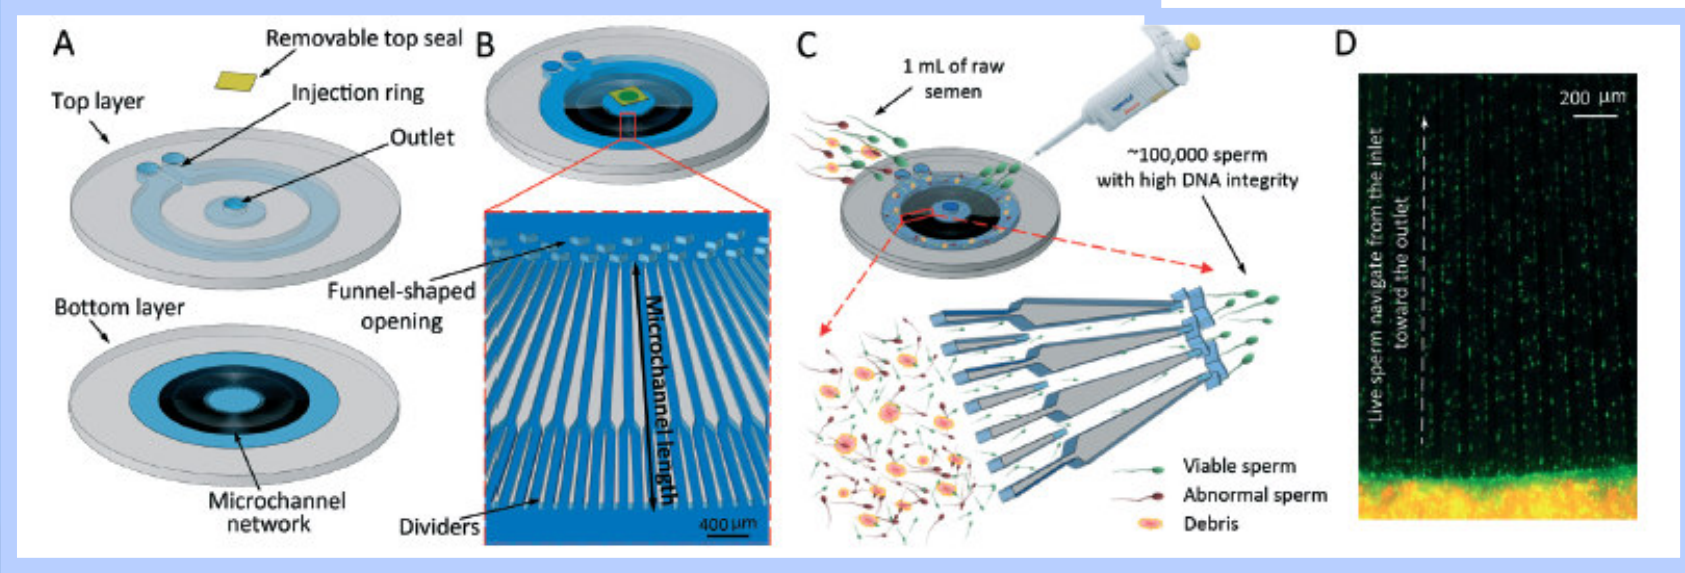 A
Removable top seal
Top layer
Injection ring
Outlet
Bottom layer
Microchannel
network
B
Funnel-shaped
opening
Microchannel length
Dividers
400 µm
C
1 mL of raw
semen
~100,000 sperm
with high DNA integrity
Viable sperm
Abnormal sperm
Debris
D
200 µm
Live sperm navigate from the inlet
toward the outlet